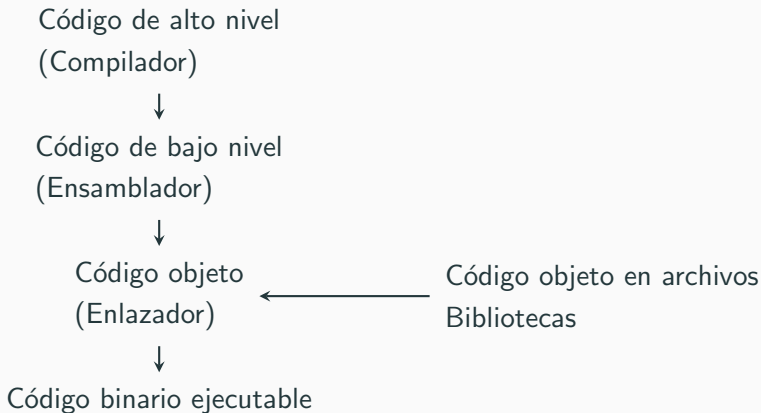 Código de alto nivel
(Compilador)
Código de bajo nivel
(Ensamblador)
Código objeto
(Enlazador)
Código objeto en archivos
Bibliotecas
Código binario ejecutable